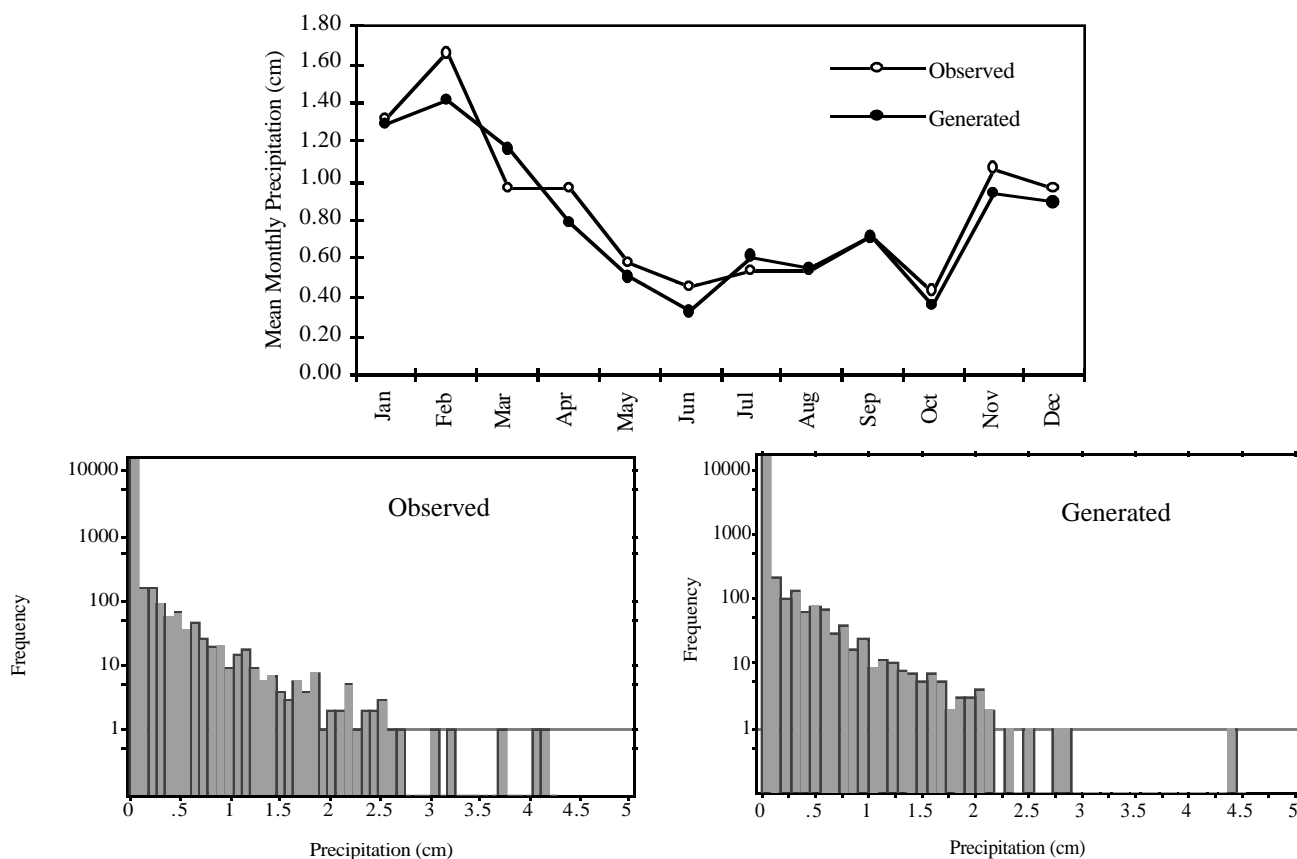 Mean Monthly Precipitation (cm)
1.80
1.60
1.40
1.20
1.00
0.80
0.60
0.40
0.20
0.00
Observed
Generated
Jan
Feb
Mar
Apr
May
Jun
Jul
Aug
Sep
Oct
Nov
Dec
Frequency
10000
1000
100
10
1
Observed
0 .5 1 1.5 2 2.5 3 3.5 4 4.5 5
Precipitation (cm)
Frequency
10000
1000
100
10
1
Generated
0 .5 1 1.5 2 2.5 3 3.5 4 4.5 5
Precipitation (cm)